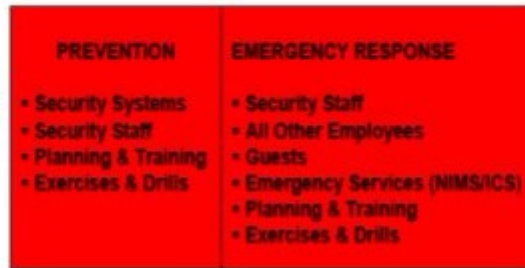 PREVENTION
• Security Systems
• Security Staff
• Planning & Training
• Exercises & Drills
EMERGENCY RESPONSE
• Security Staff
• All Other Employees
• Guests
• Emergency Services (NIMS/ICS)
• Planning & Training
• Exercises & Drills